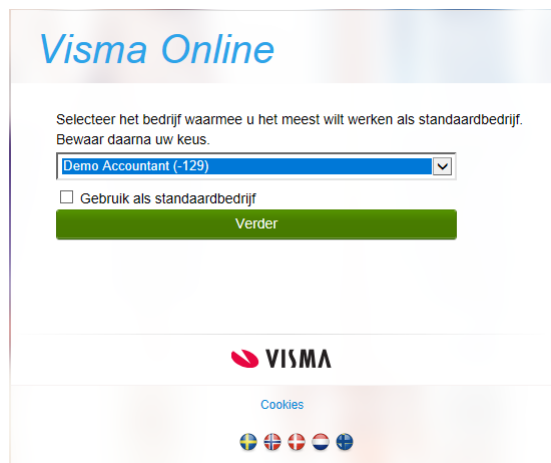 Visma Online
Selecteer het bedrijf waarmee u het meest wilt werken als standaardbedrijf.
Bewaar daarna uw keus.
Demo Accountant (-129)
Gebruik als standaardbedrijf
Verder
VISMA
Cookies